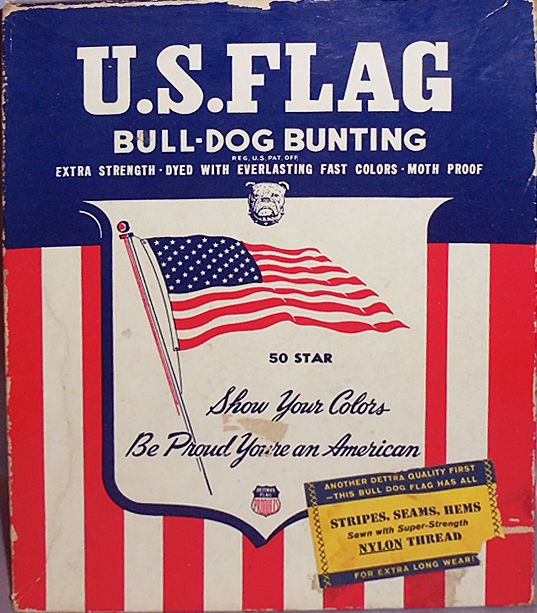 U.S.FLAG
BULL-DOG BUNTING
REG. U.S. PAT. OFF.
EXTRA STRENGTH · DYED WITH EVERLASTING FAST COLORS · MOTH PROOF
50 STAR
Show Your Colors
Be Proud You're an American
DETTRA'S
FLAG
ANOTHER DETTRA QUALITY FIRST
—THIS BULL DOG FLAG HAS ALL
STRIPES, SEAMS, HEMS
Sewn with Super-Strength
NYLON THREAD
FOR EXTRA LONG WEAR!